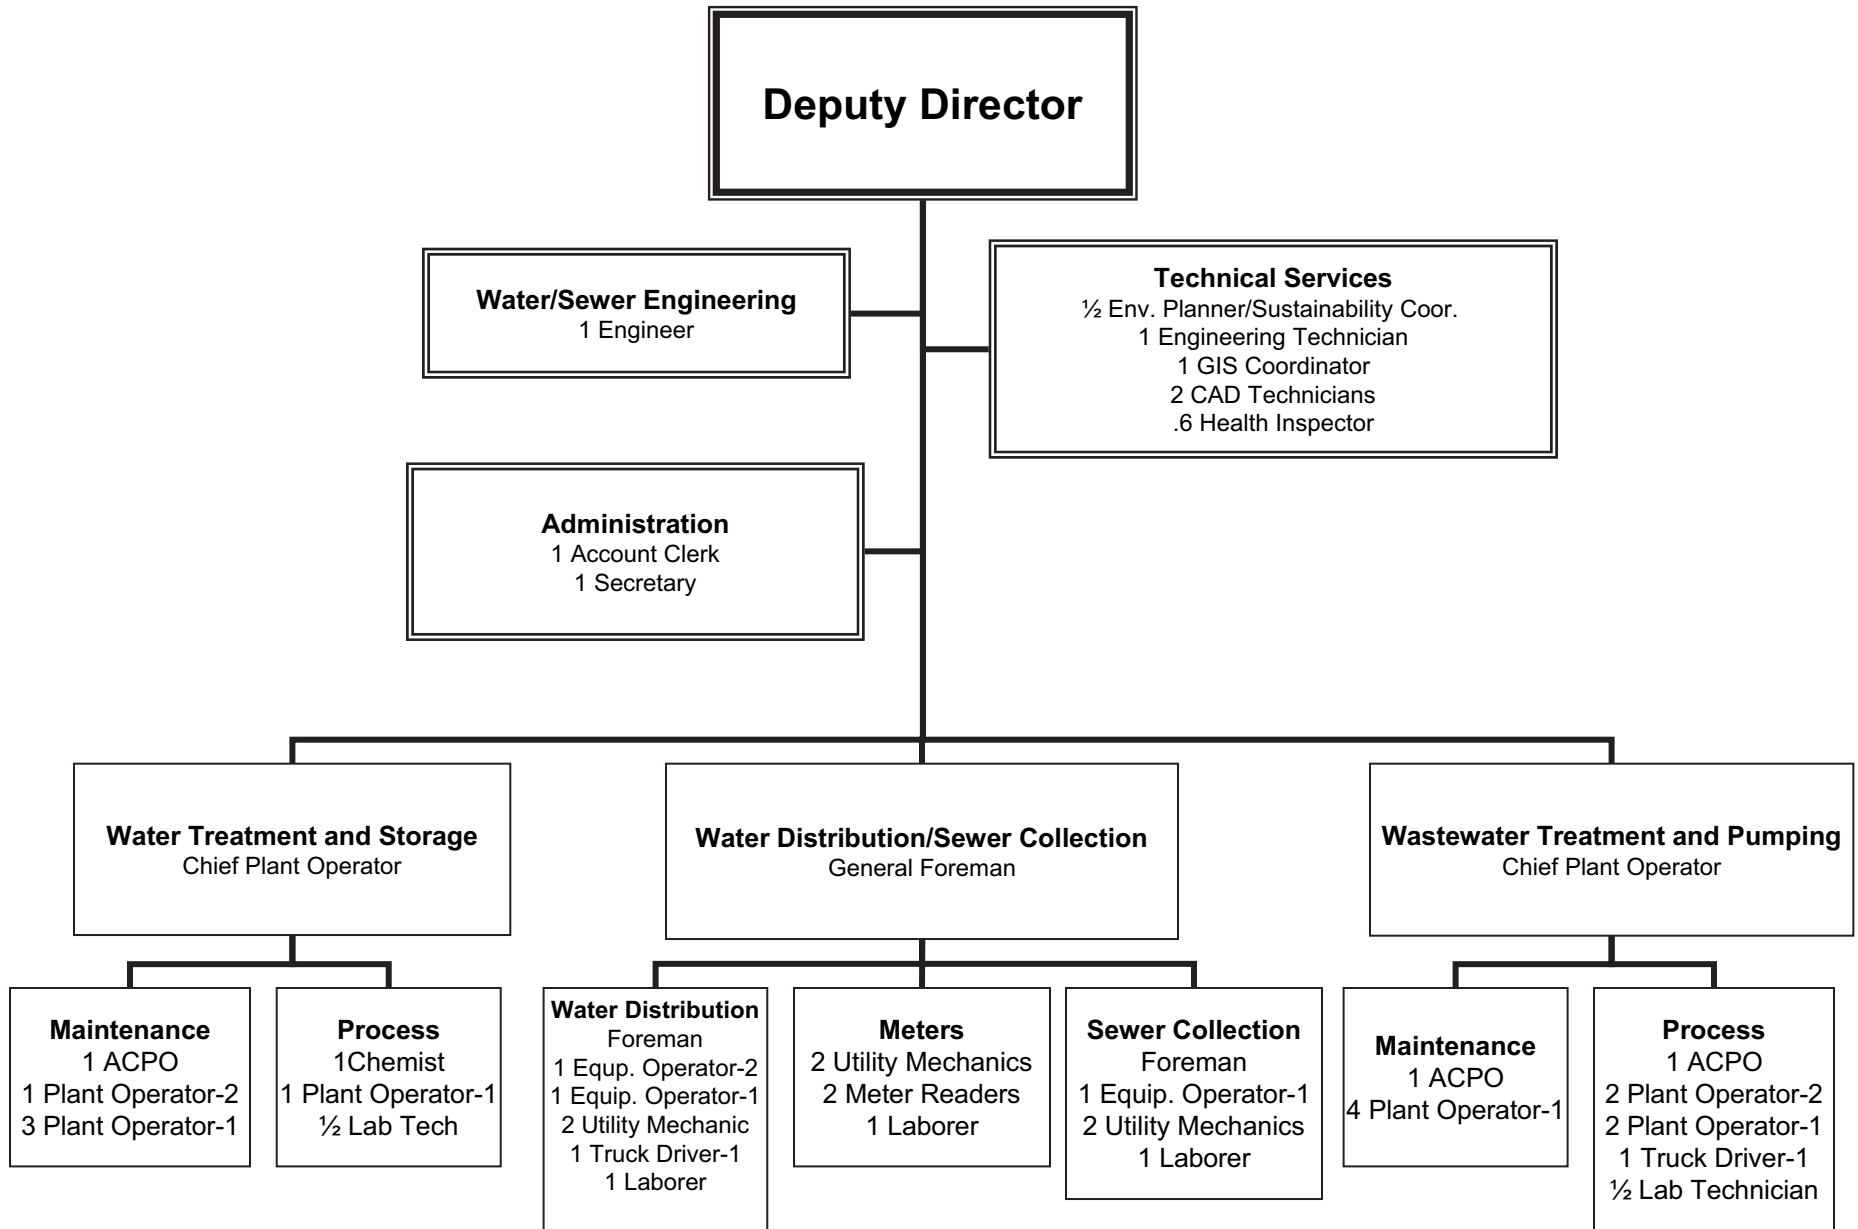 Deputy Director
Water/Sewer Engineering
1 Engineer
Technical Services
½ Env. Planner/Sustainability Coor.
1 Engineering Technician
1 GIS Coordinator
2 CAD Technicians
.6 Health Inspector
Administration
1 Account Clerk
1 Secretary
Water Treatment and Storage
Chief Plant Operator
Water Distribution/Sewer Collection
General Foreman
Wastewater Treatment and Pumping
Chief Plant Operator
Maintenance
1 ACPO
1 Plant Operator-2
3 Plant Operator-1
Process
1Chemist
1 Plant Operator-1
½ Lab Tech
Water Distribution
Foreman
1 Equp. Operator-2
1 Equip. Operator-1
2 Utility Mechanic
1 Truck Driver-1
1 Laborer
Meters
2 Utility Mechanics
2 Meter Readers
1 Laborer
Sewer Collection
Foreman
1 Equip. Operator-1
2 Utility Mechanics
1 Laborer
Maintenance
1 ACPO
4 Plant Operator-1
Process
1 ACPO
2 Plant Operator-2
2 Plant Operator-1
1 Truck Driver-1
½ Lab Technician